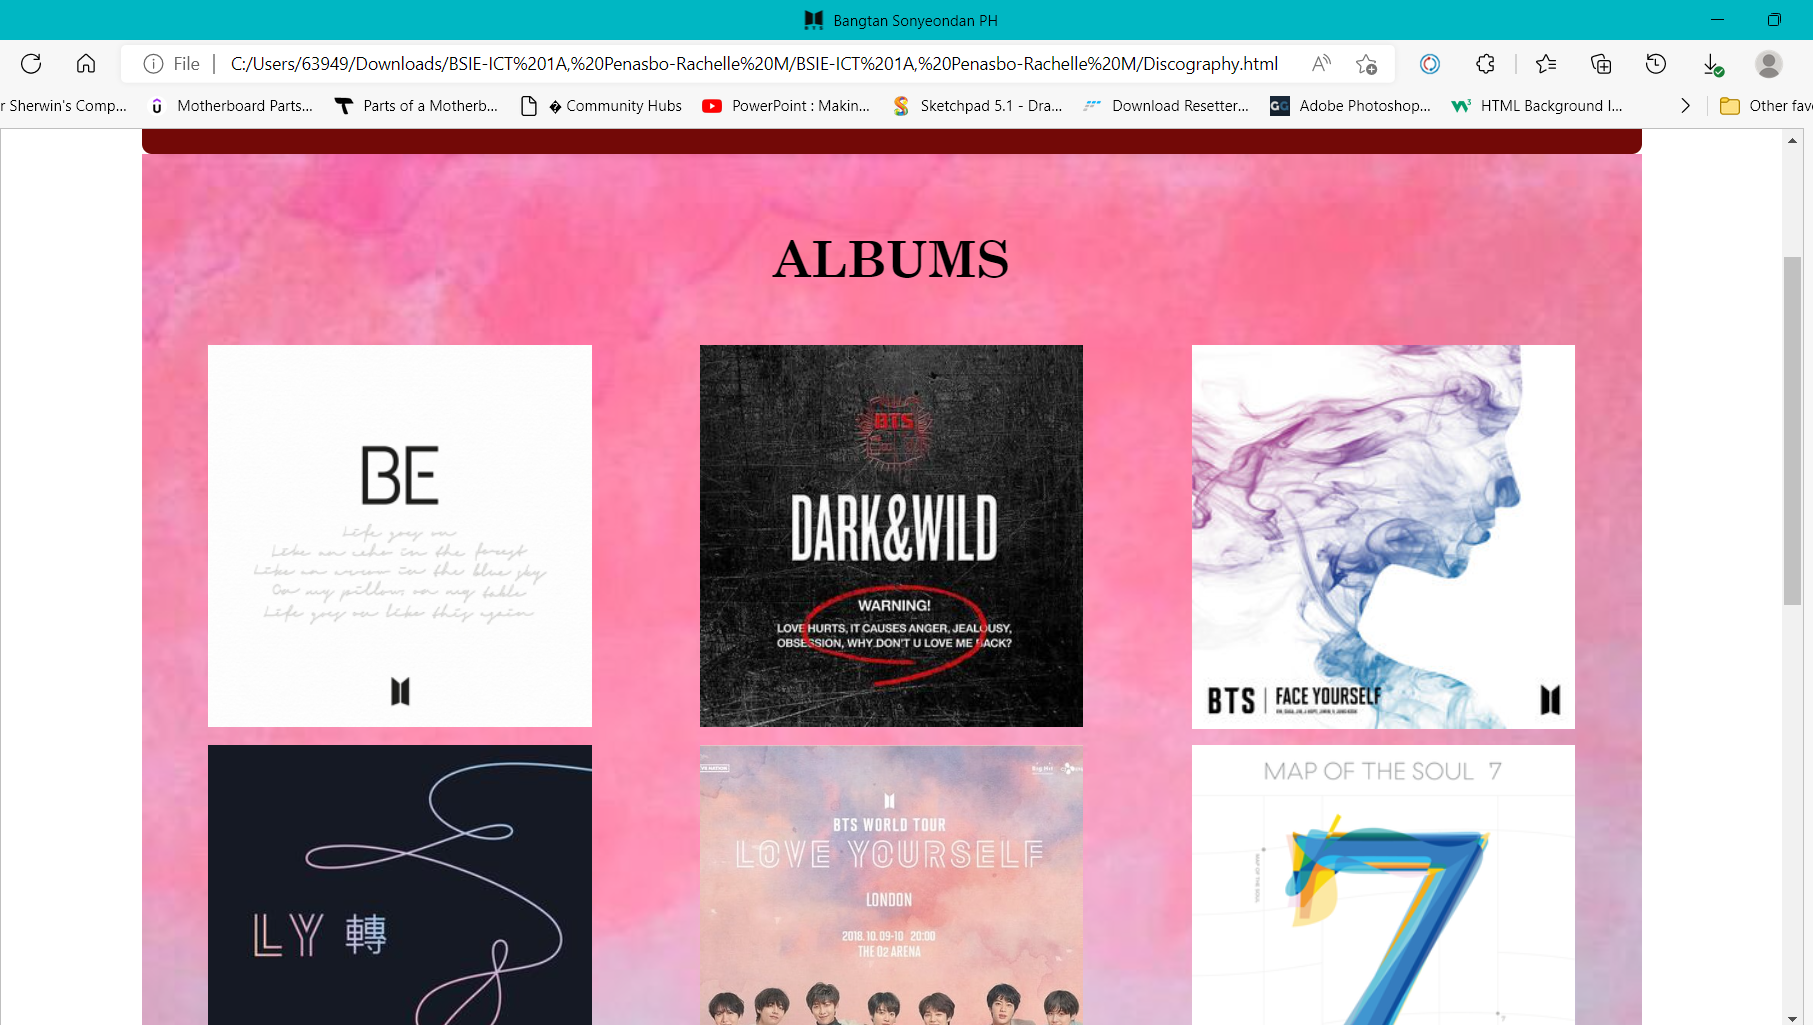 Bangtan Sonyeondan PH
File | C:/Users/63949/Downloads/BSIE-ICT%201A,%20Penasbo-Rachelle%20M/BSIE-ICT%201A,%20Penasbo-Rachelle%20M/Discography.html
r Sherwin's Comp... Motherboard Parts... Parts of a Motherb... � Community Hubs PowerPoint : Makin... Sketchpad 5.1 - Dra... Download Resetter... Adobe Photoshop... HTML Background I... Other fav
ALBUMS
BE
Life goes on
Like an echo in the forest
Like an arrow in the blue sky
On my pillow, on my table
Life goes on like this again
BTS
DARK&WILD
WARNING!
LOVE HURTS, IT CAUSES ANGER, JEALOUSY,
OBSESSION, WHY DON'T U LOVE ME BACK?
BTS | FACE YOURSELF
LY 轉
BTS WORLD TOUR
LOVE YOURSELF
LONDON
2018. 10. 09-10 20:00
THE O2 ARENA
MAP OF THE SOUL 7